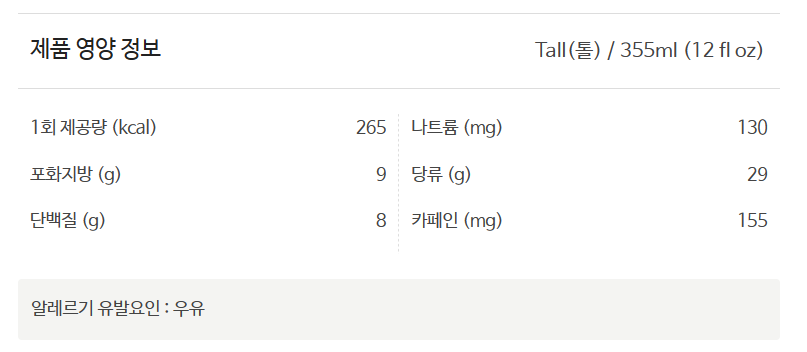 제품 영양 정보
Tall(톨) / 355ml (12 fl oz)
1회 제공량 (kcal) 265
나트륨 (mg) 130
포화지방 (g) 9
당류 (g) 29
단백질 (g) 8
카페인 (mg) 155
알레르기 유발요인 : 우유